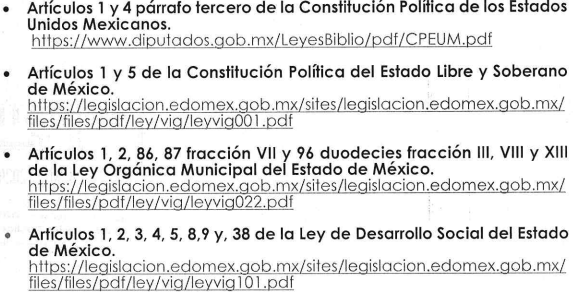 • Artículos 1 y 4 párrafo tercero de la Constitución Política de los Estados
Unidos Mexicanos.
https://www.diputados.gob.mx/LeyesBiblio/pdf/CPEUM.pdf
• Artículos 1 y 5 de la Constitución Política del Estado Libre y Soberano
de México.
https://legislacion.edomex.gob.mx/sites/legislacion.edomex.gob.mx/
files/files/pdf/ley/vig/leyvig001.pdf
• Artículos 1, 2, 86, 87 fracción VII y 96 duodecies fracción III, VIII y XIII
de la Ley Orgánica Municipal del Estado de México.
https://legislacion.edomex.gob.mx/sites/legislacion.edomex.gob.mx/
files/files/pdf/ley/vig/leyvig022.pdf
• Artículos 1, 2, 3, 4, 5, 8,9 y, 38 de la Ley de Desarrollo Social del Estado
de México.
https://legislacion.edomex.gob.mx/sites/legislacion.edomex.gob.mx/
files/files/pdf/ley/vig/leyvig101.pdf